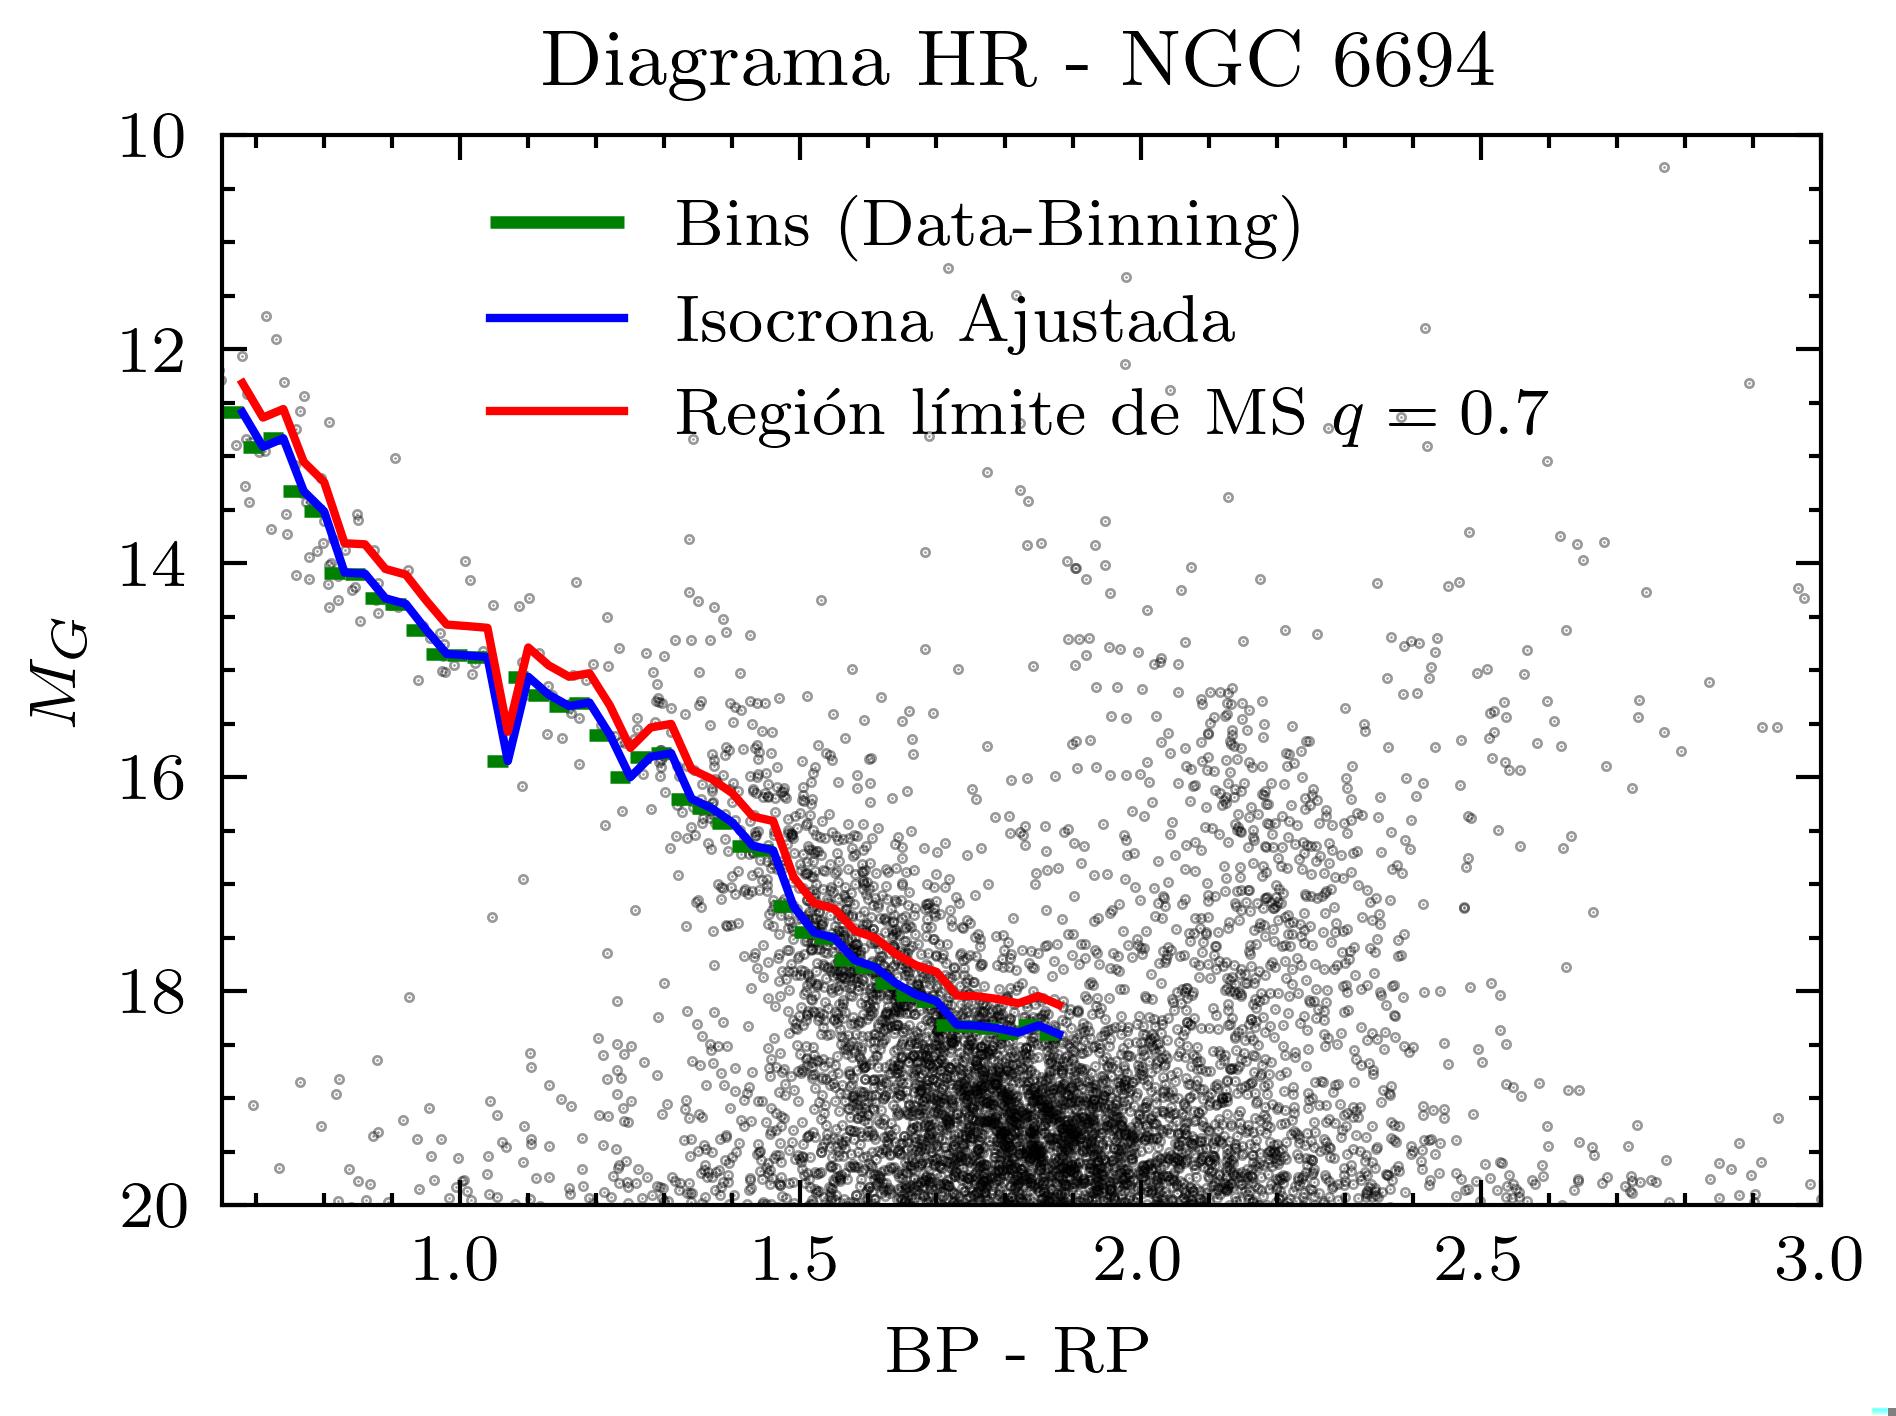 Diagrama HR - NGC 6694
Bins (Data-Binning)
Isocrona Ajustada
Región límite de MS q = 0.7
M_G
10
12
14
16
18
20
1.0 1.5 2.0 2.5 3.0
BP - RP